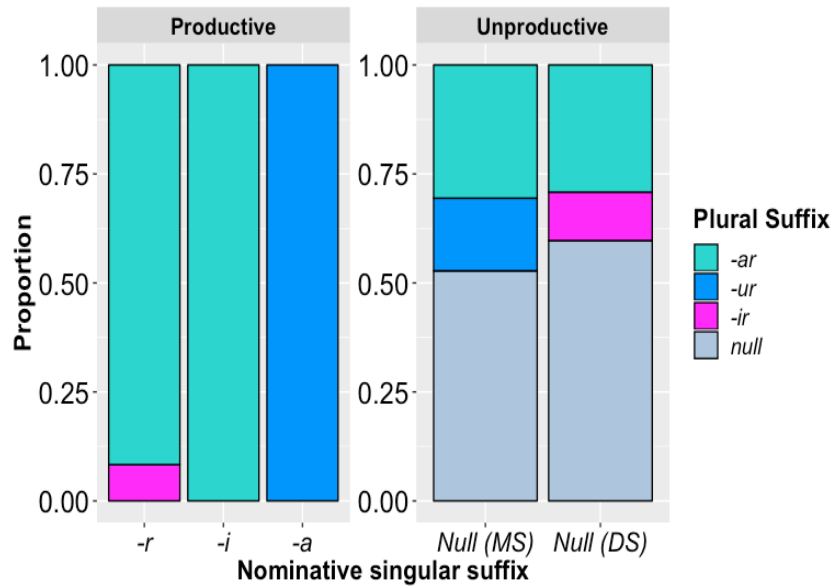 Productive
Unproductive
1.00
0.75
0.50
0.25
0.00
1.00
0.75
0.50
0.25
0.00
Proportion
-r
-i
-a
Null (MS)
Null (DS)
Nominative singular suffix
Plural Suffix
-ar
-ur
-ir
null